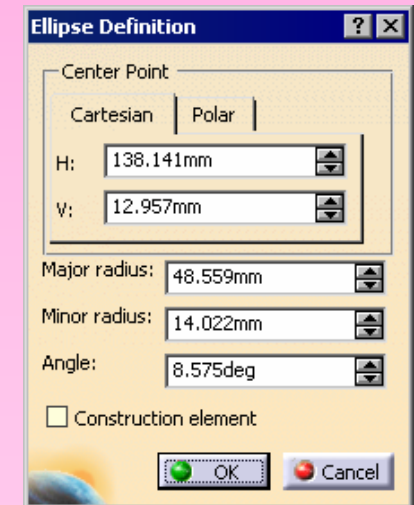 Ellipse Definition
Center Point
Cartesian Polar
H: 138.141mm
V: 12.957mm
Major radius: 48.559mm
Minor radius: 14.022mm
Angle: 8.575deg
Construction element
OK Cancel